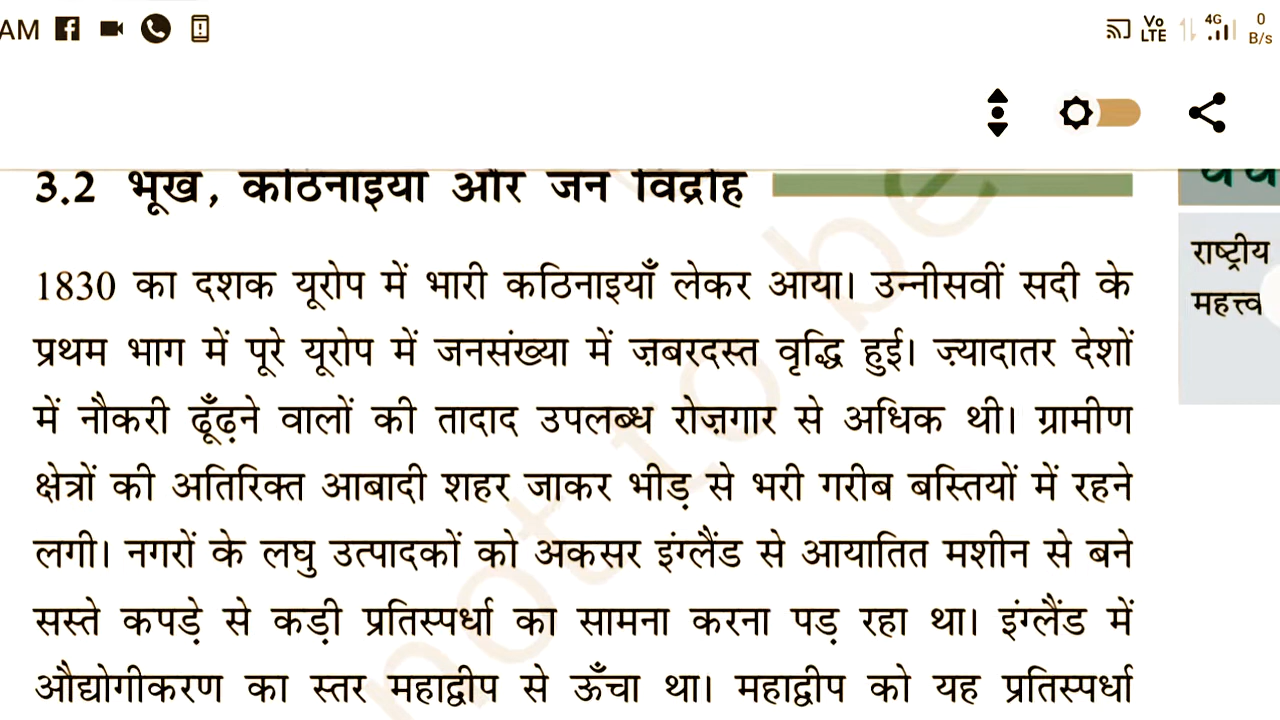 AM
Vo LTE 4G 0 B/s
3.2 भूख, कठिनाइयाँ और जन विद्रोह
1830 का दशक यूरोप में भारी कठिनाइयाँ लेकर आया। उन्नीसवीं सदी के
प्रथम भाग में पूरे यूरोप में जनसंख्या में ज़बरदस्त वृद्धि हुई। ज़्यादातर देशों
में नौकरी ढूँढ़ने वालों की तादाद उपलब्ध रोज़गार से अधिक थी। ग्रामीण
क्षेत्रों की अतिरिक्त आबादी शहर जाकर भीड़ से भरी गरीब बस्तियों में रहने
लगी। नगरों के लघु उत्पादकों को अकसर इंग्लैंड से आयातित मशीन से बने
सस्ते कपड़े से कड़ी प्रतिस्पर्धा का सामना करना पड़ रहा था। इंग्लैंड में
औद्योगीकरण का स्तर महाद्वीप से ऊँचा था। महाद्वीप को यह प्रतिस्पर्धा
राष्ट्रीय
महत्त्व
not to be